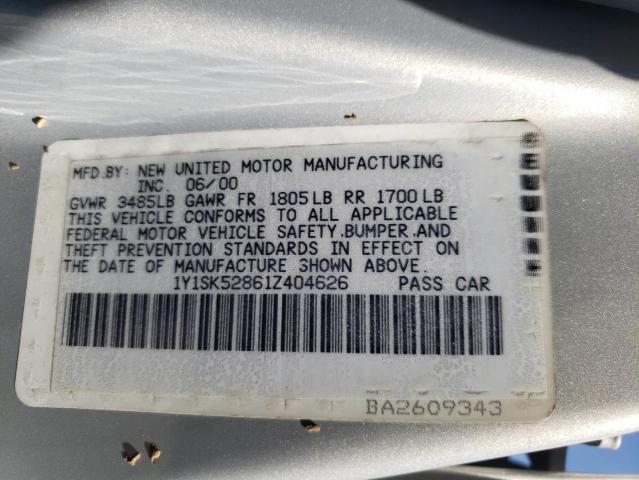 MFD.BY: NEW UNITED MOTOR MANUFACTURING
INC. 06/00
GVWR 3485LB GAWR FR 1805LB RR 1700LB
THIS VEHICLE CONFORMS TO ALL APPLICABLE
FEDERAL MOTOR VEHICLE SAFETY,BUMPER,AND
THEFT PREVENTION STANDARDS IN EFFECT ON
THE DATE OF MANUFACTURE SHOWN ABOVE.
1Y1SK52861Z404626 PASS CAR
BA2609343